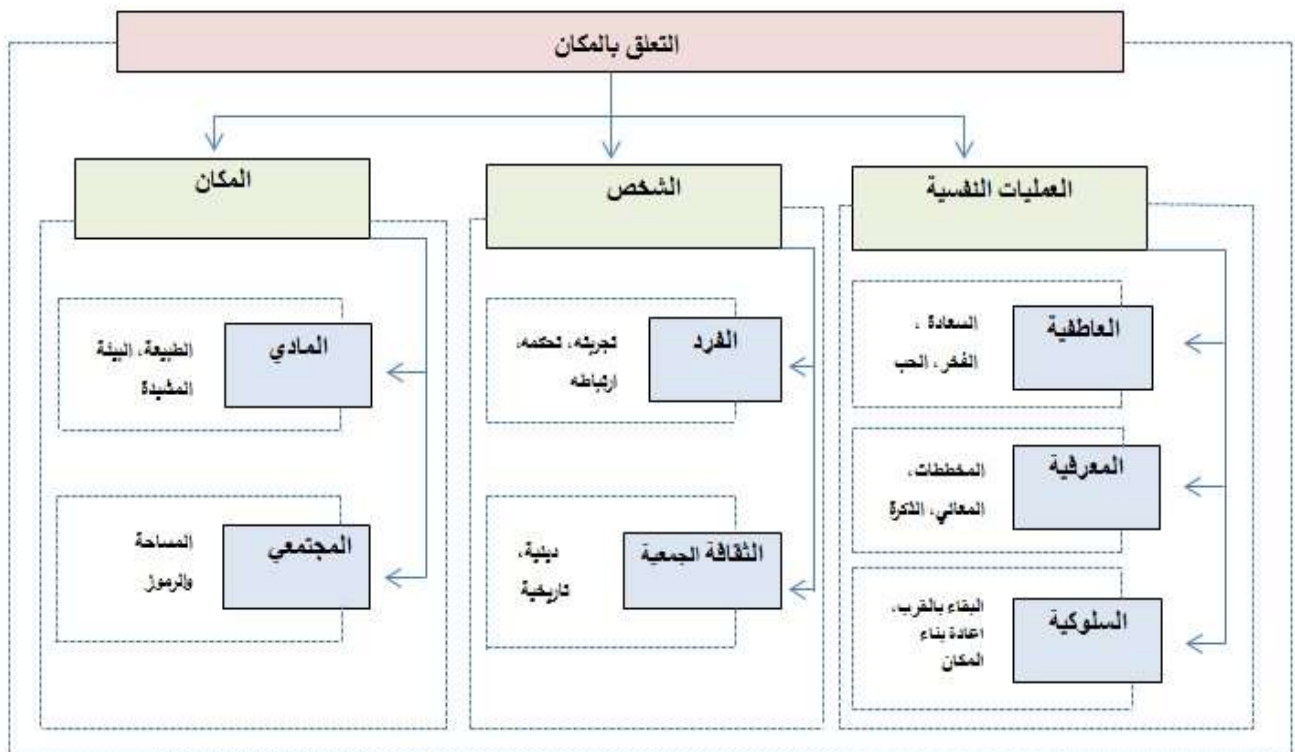 التعلق بالمكان
العمليات النفسية
العاطفية
السعادة ،
الفخر، الحب
المعرفية
المخططات،
المعاني، الذكرة
السلوكية
البقاء بالقرب،
اعادة بناء
المكان
الشخص
الفرد
تجربته، تحكمه،
ارتباطه
الثقافة الجمعية
دينية،
تاريخية
المكان
المادي
الطبيعة، البيئة
المشيدة
المجتمعي
المساحة
والرموز